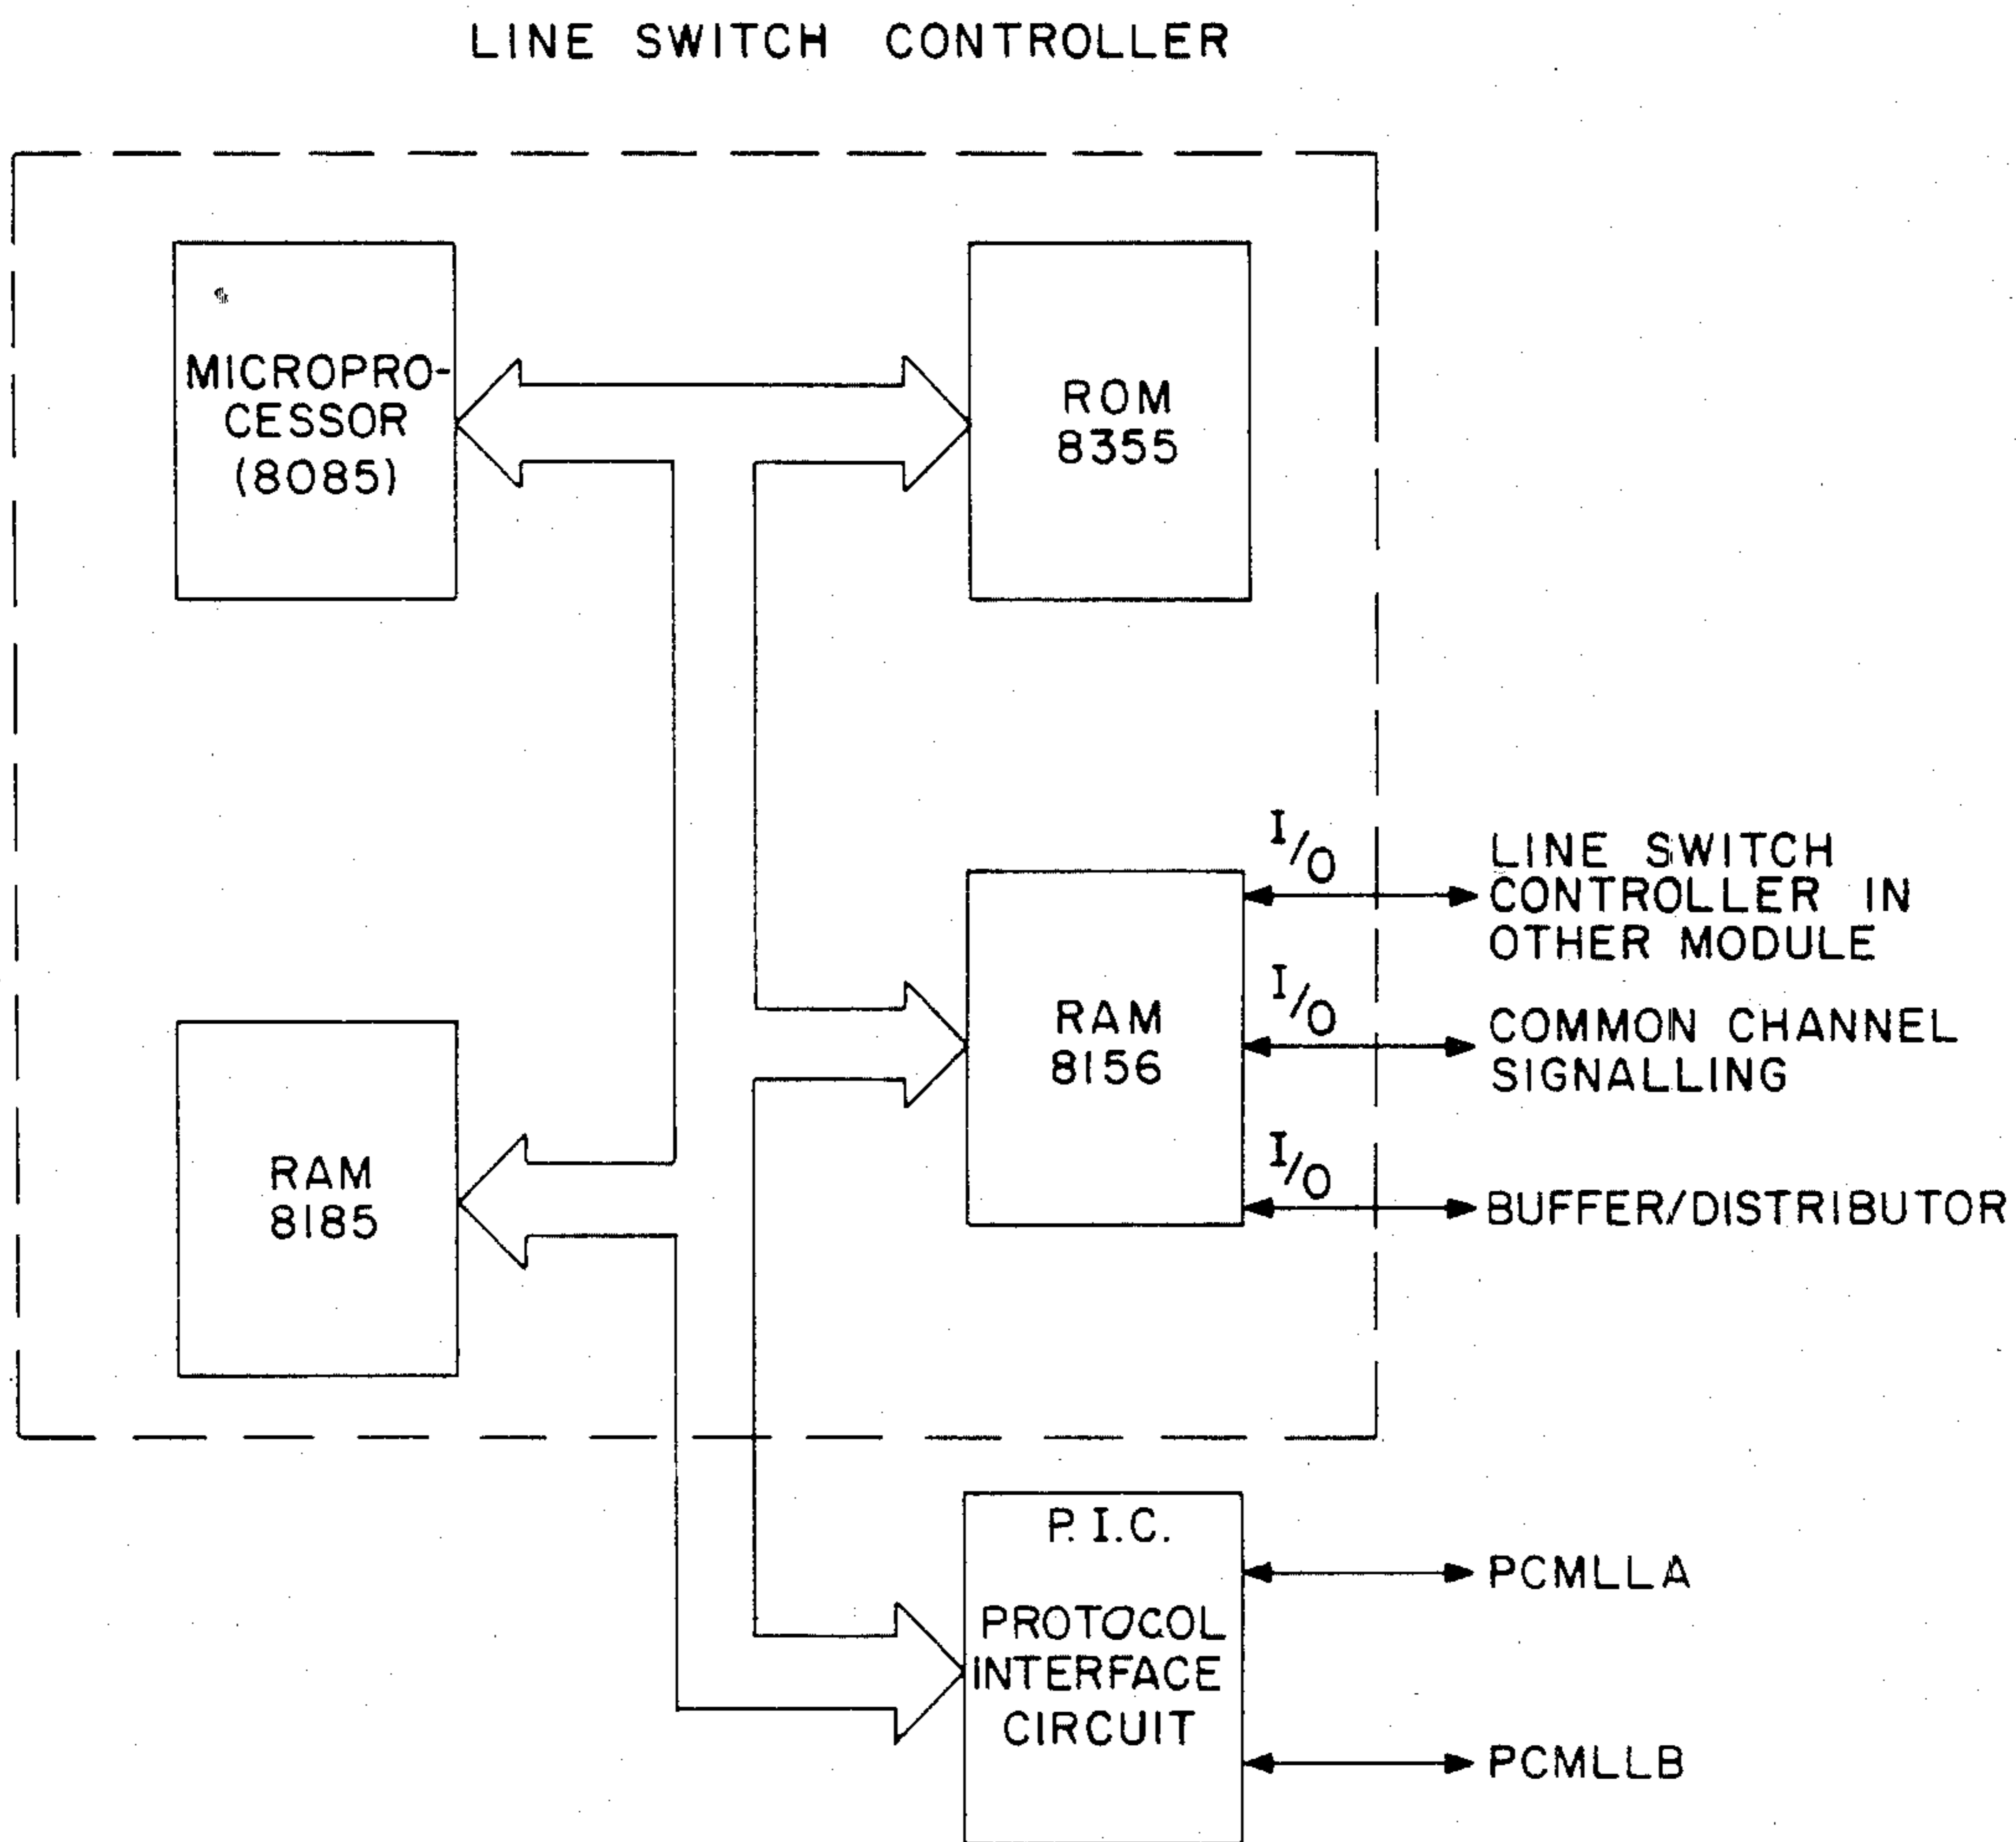 LINE SWITCH CONTROLLER
MICROPRO-
CESSOR
(8085)
ROM
8355
I/O
LINE SWITCH
CONTROLLER IN
OTHER MODULE
RAM
8156
I/O
COMMON CHANNEL
SIGNALLING
I/O
BUFFER/DISTRIBUTOR
RAM
8185
P.I.C.
PROTOCOL
INTERFACE
CIRCUIT
PCMLLA
PCMLLB